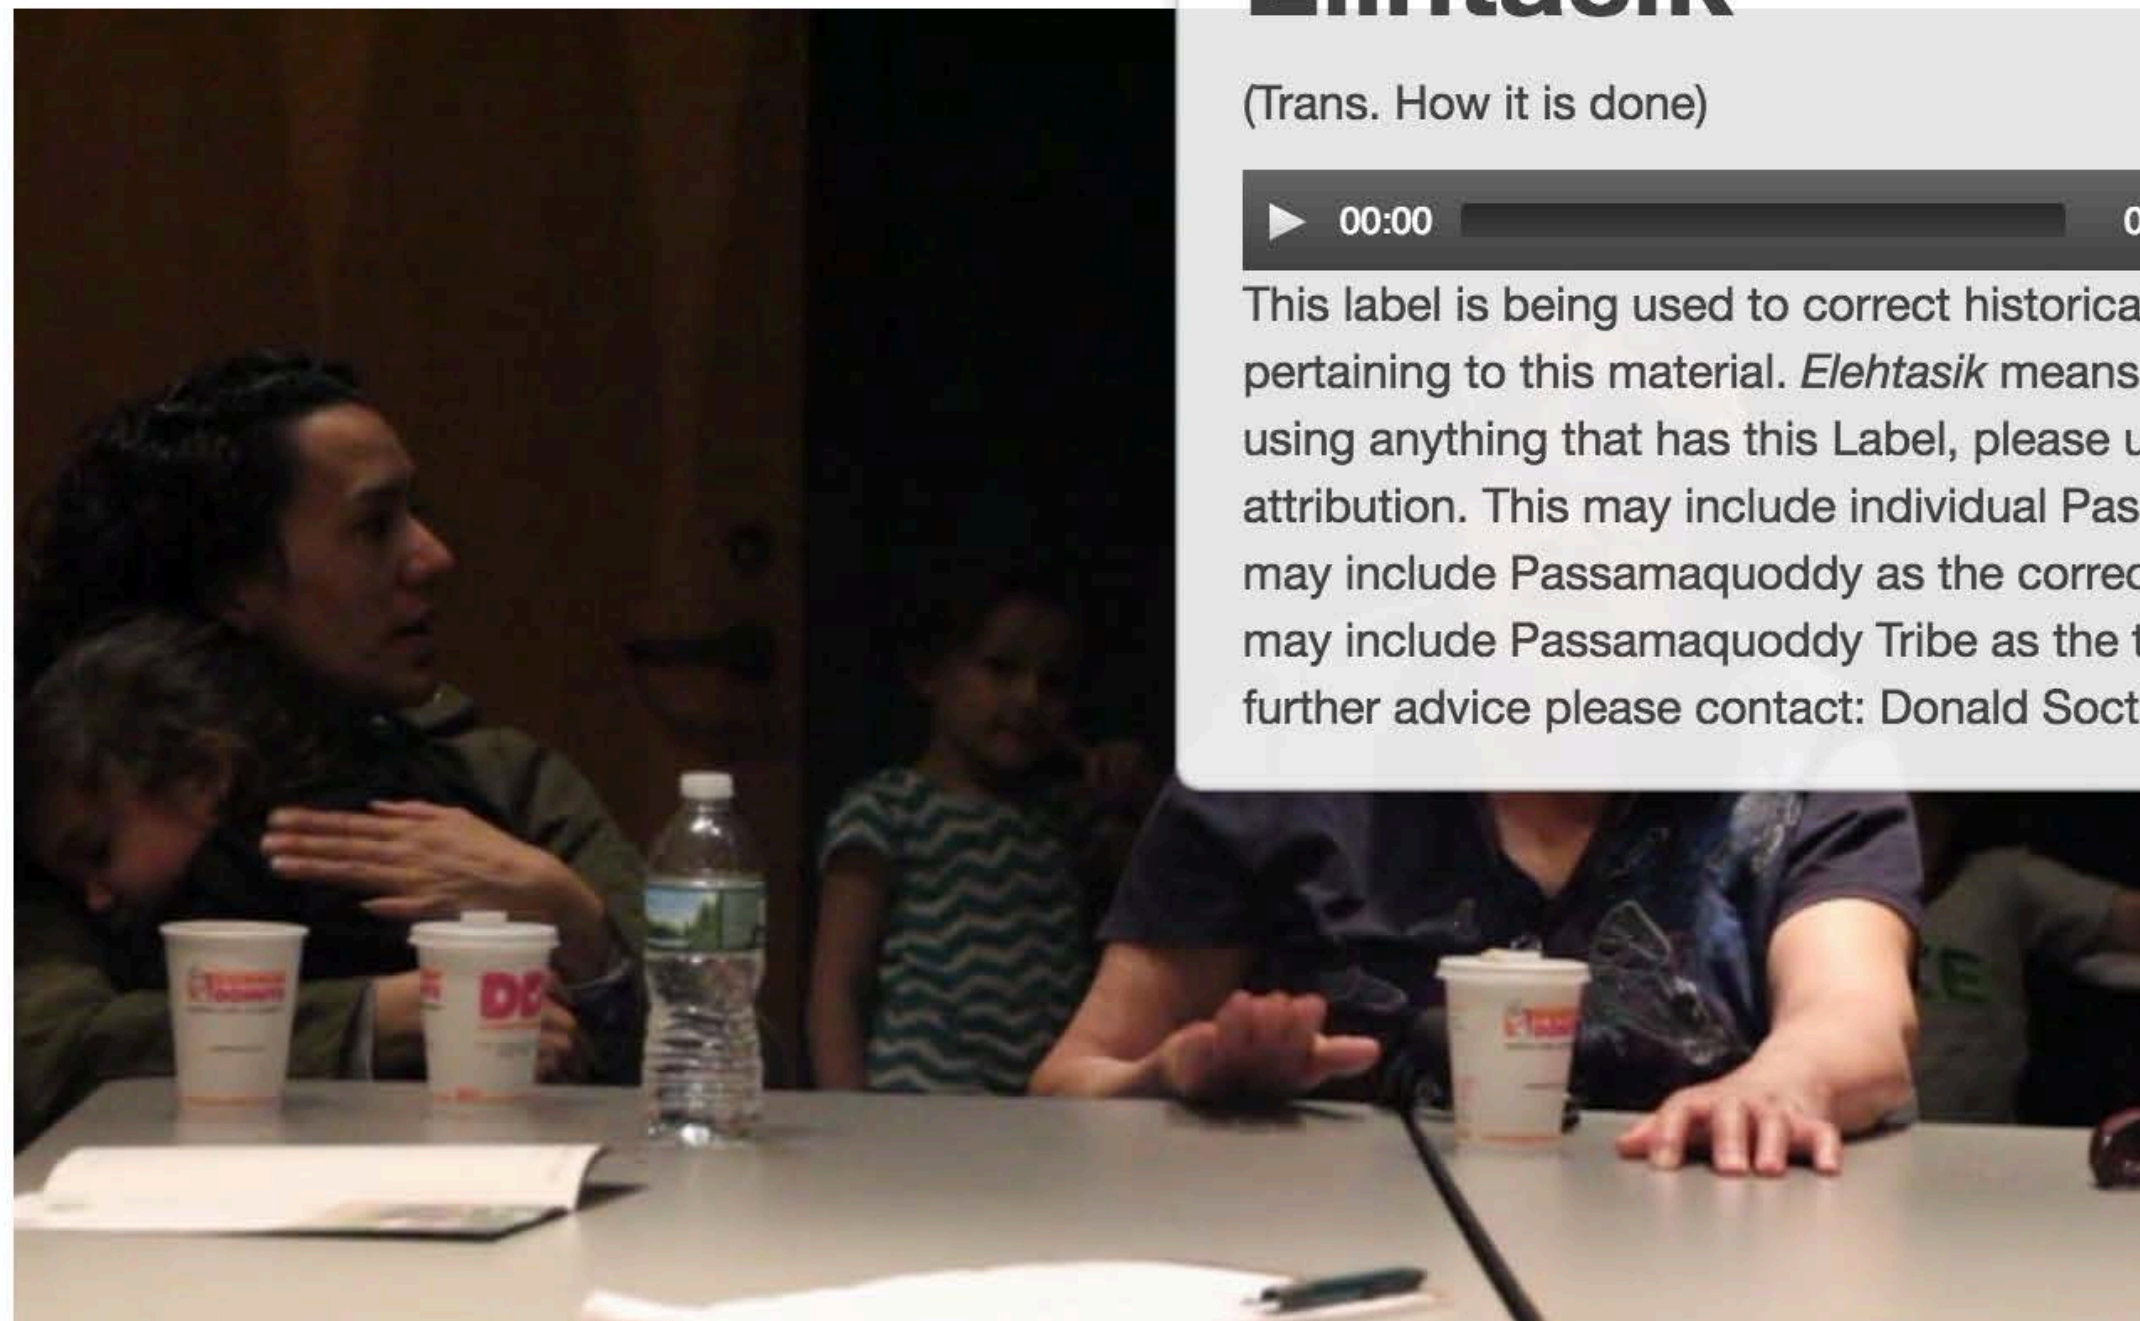 (Trans. How it is done)
00:00
This label is being used to correct historica
pertaining to this material. Elehtasik means
using anything that has this Label, please u
attribution. This may include individual Pas
may include Passamaquoddy as the correc
may include Passamaquoddy Tribe as the t
further advice please contact: Donald Soct
DONUTS
DD
E